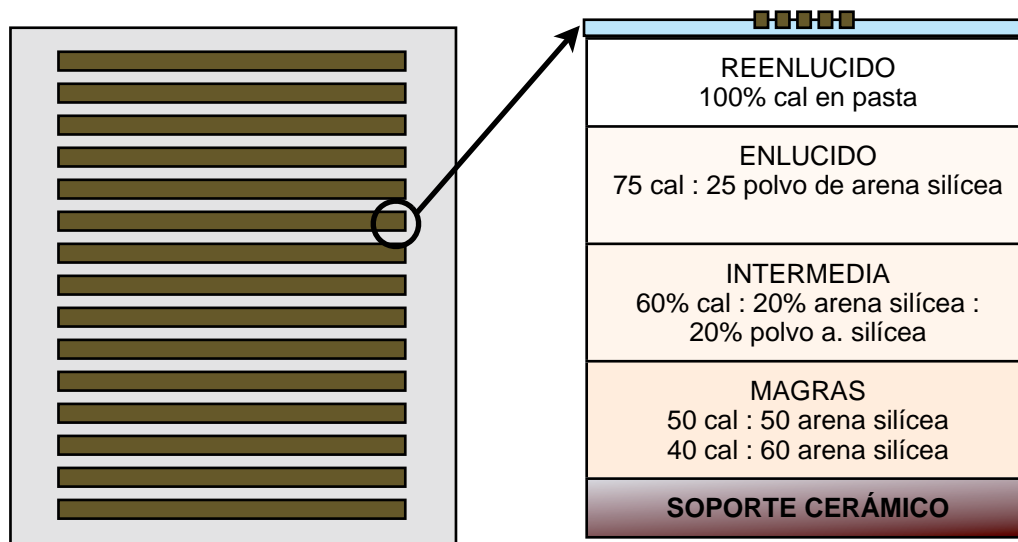 REENLUCIDO
100% cal en pasta
ENLUCIDO
75 cal : 25 polvo de arena silícea
INTERMEDIA
60% cal : 20% arena silícea :
20% polvo a. silícea
MAGRAS
50 cal : 50 arena silícea
40 cal : 60 arena silícea
SOPORTE CERÁMICO